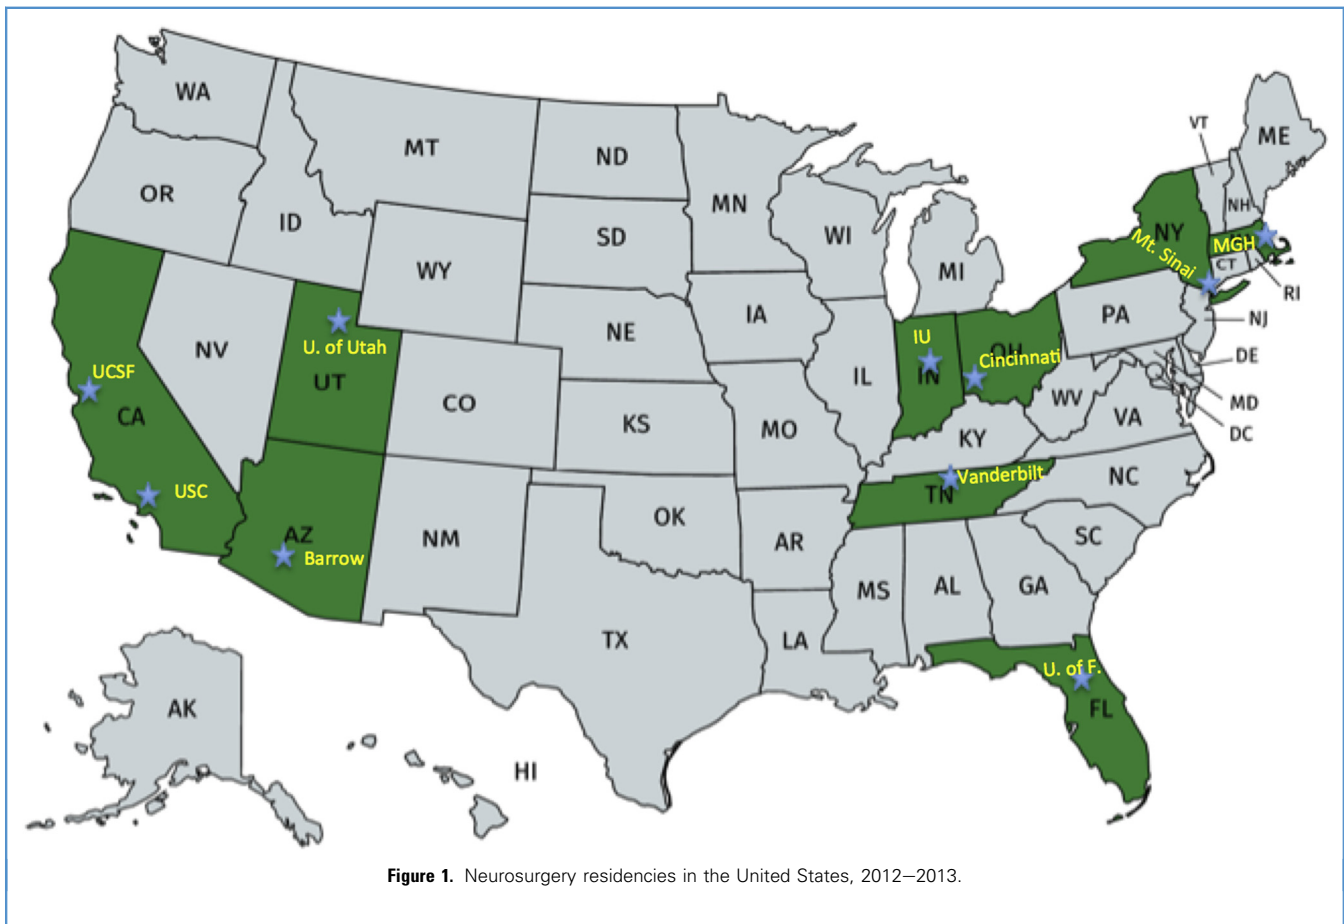 WA
MT
ND
MN
VT
ME
OR
ID
SD
WI
NH
NY
MGH
Mt. Sinai
WY
MI
CT
RI
IA
PA
NJ
NE
U. of Utah
NV
UT
IU
IN
OH
Cincinnati
DE
UCSF
CA
CO
IL
WV
MD
KS
MO
KY
VA
DC
USC
Vanderbilt
TN
NC
AZ
Barrow
NM
OK
AR
SC
MS
AL
GA
TX
LA
U. of F.
FL
AK
HI
Figure 1. Neurosurgery residencies in the United States, 2012–2013.